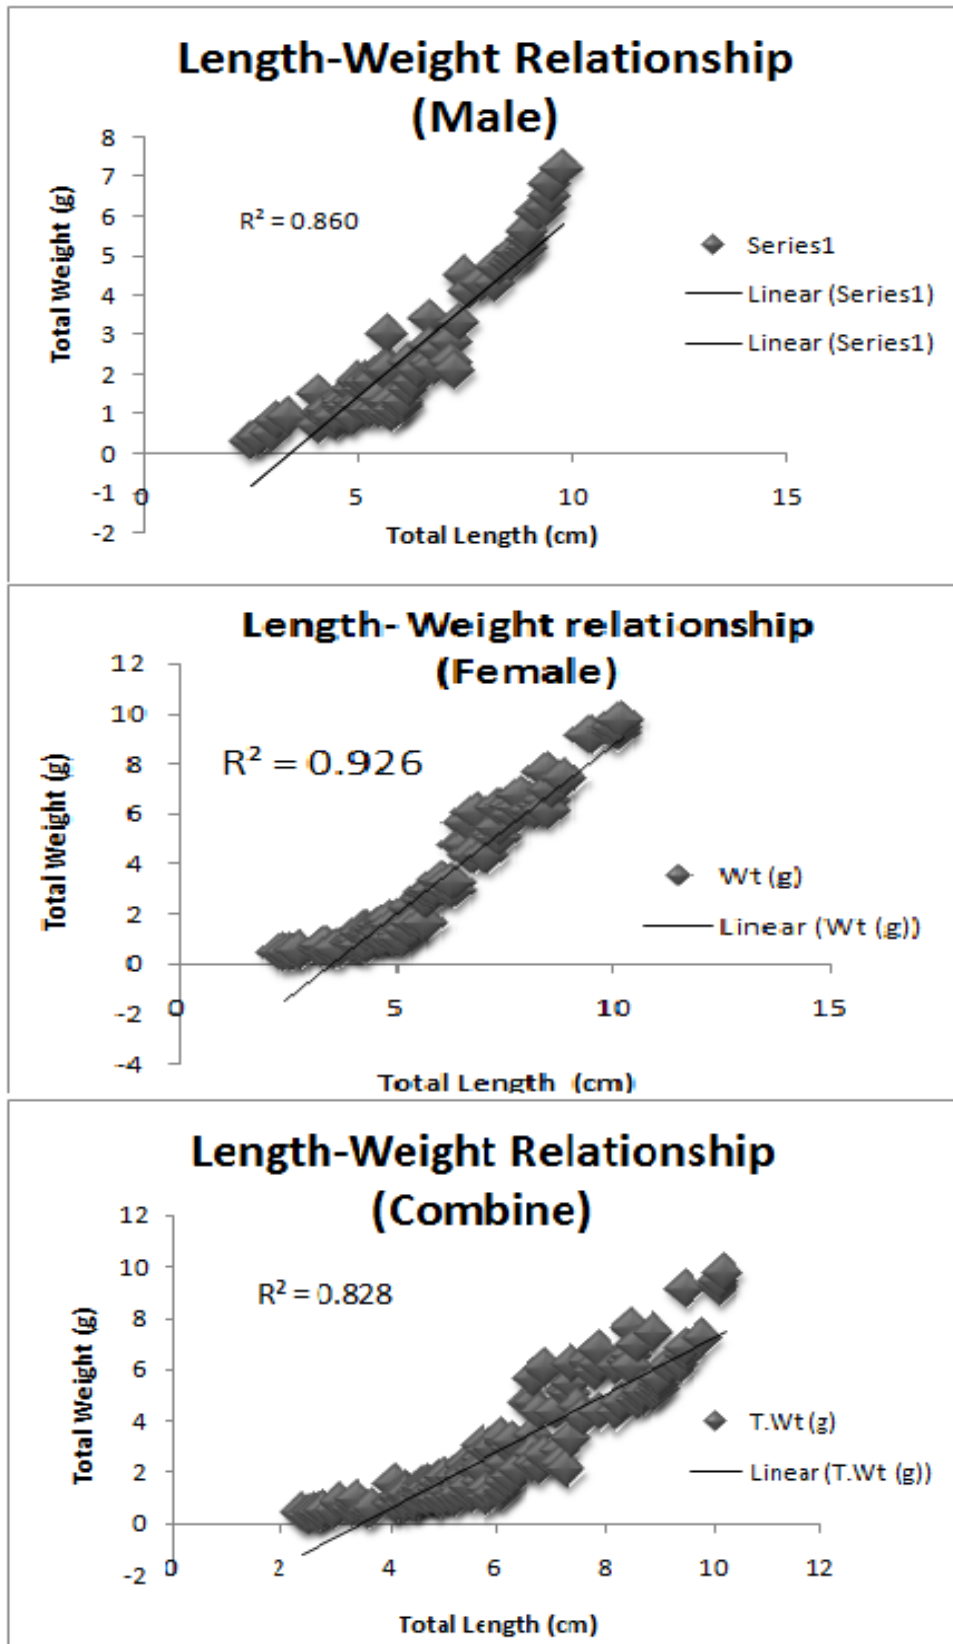 Length-Weight Relationship
(Male)
8
7
6
5
4
3
2
1
0
-1
-2
Total Weight (g)
R² = 0.860
Series1
Linear (Series1)
Linear (Series1)
0 5 10 15
Total Length (cm)
Length- Weight relationship
(Female)
12
10
8
6
4
2
0
-2
-4
Total Weight (g)
R² = 0.926
Wt (g)
Linear (Wt (g))
0 5 10 15
Total Length (cm)
Length-Weight Relationship
(Combine)
12
10
8
6
4
2
0
-2
Total Weight (g)
R² = 0.828
T.Wt (g)
Linear (T.Wt (g))
0 2 4 6 8 10 12
Total Length (cm)